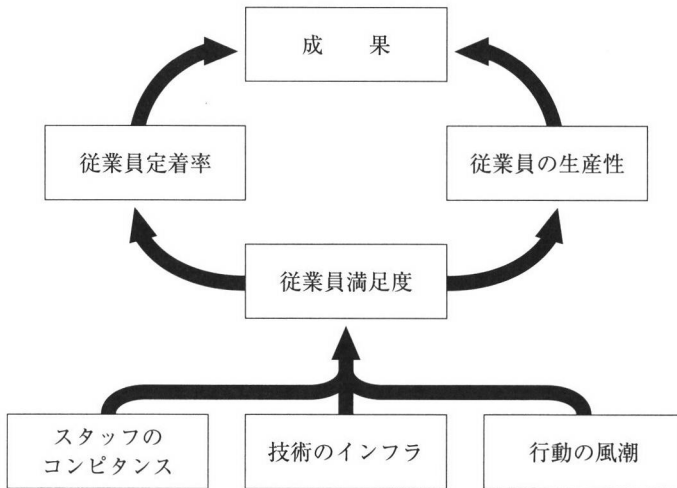 成 果
従業員定着率
従業員の生産性
従業員満足度
スタッフの
コンピタンス
技術のインフラ
行動の風潮